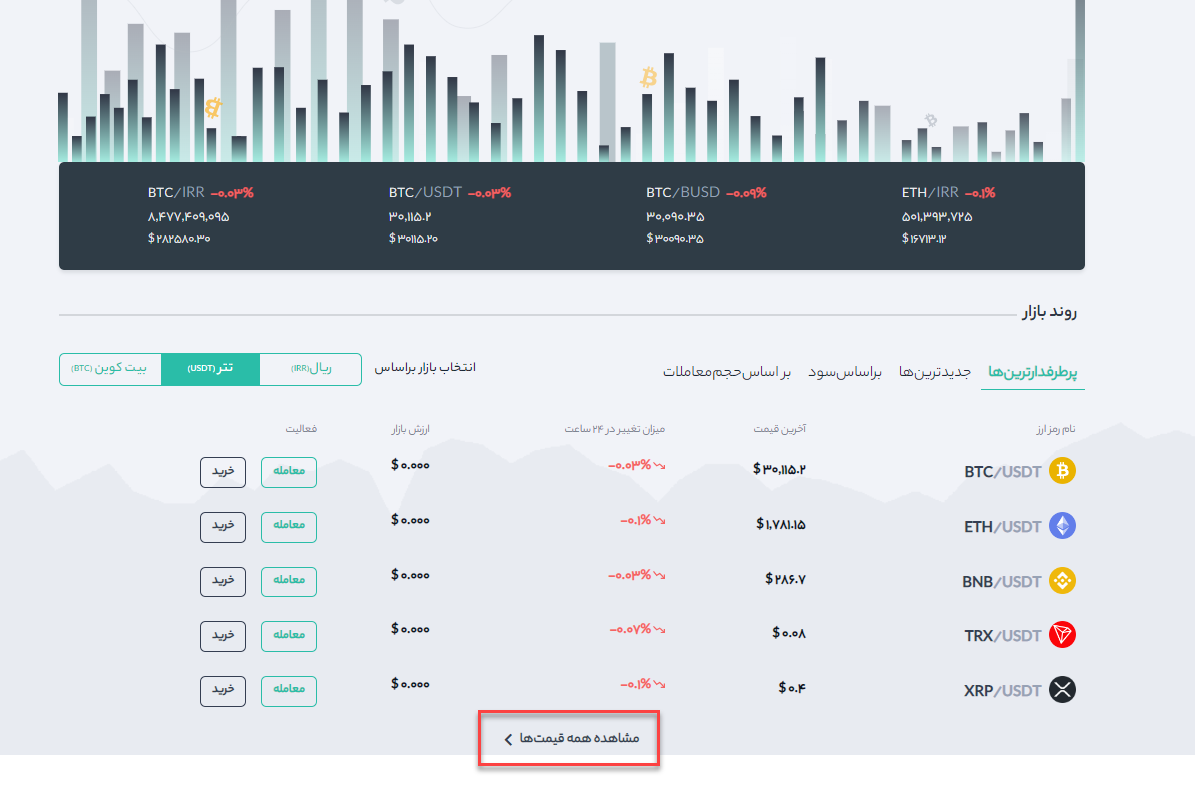 BTC/IRR −۰.۰۳%
۸,۴۷۷,۴۰۹,۰۹۵
$ ۲۸۲۵۸۰.۳۰
BTC/USDT −۰.۰۳%
۳۰,۱۱۵.۲
$ ۳۰۱۱۵.۲۰
BTC/BUSD −۰.۰۹%
۳۰,۰۹۰.۳۵
$ ۳۰۰۹۰.۳۵
ETH/IRR −۰.۱%
۵۰۱,۳۹۳,۷۲۵
$ ۱۶۷۱۳.۱۲
روند بازار
پرطرفدارترین‌ها جدیدترین‌ها براساس سود بر اساس حجم معاملات
انتخاب بازار براساس ریال (IRR) تتر (USDT) بیت کوین (BTC)
نام رمز ارز آخرین قیمت میزان تغییر در ۲۴ ساعت ارزش بازار فعالیت
BTC/USDT $ ۳۰,۱۱۵.۲ −۰.۰۳% $ ۰.۰۰۰ معامله خرید
ETH/USDT $ ۱,۷۸۱.۱۵ −۰.۱% $ ۰.۰۰۰ معامله خرید
BNB/USDT $ ۲۸۶.۷ −۰.۰۳% $ ۰.۰۰۰ معامله خرید
TRX/USDT $ ۰.۰۸ −۰.۰۷% $ ۰.۰۰۰ معامله خرید
XRP/USDT $ ۰.۴ −۰.۱% $ ۰.۰۰۰ معامله خرید
مشاهده همه قیمت‌ها